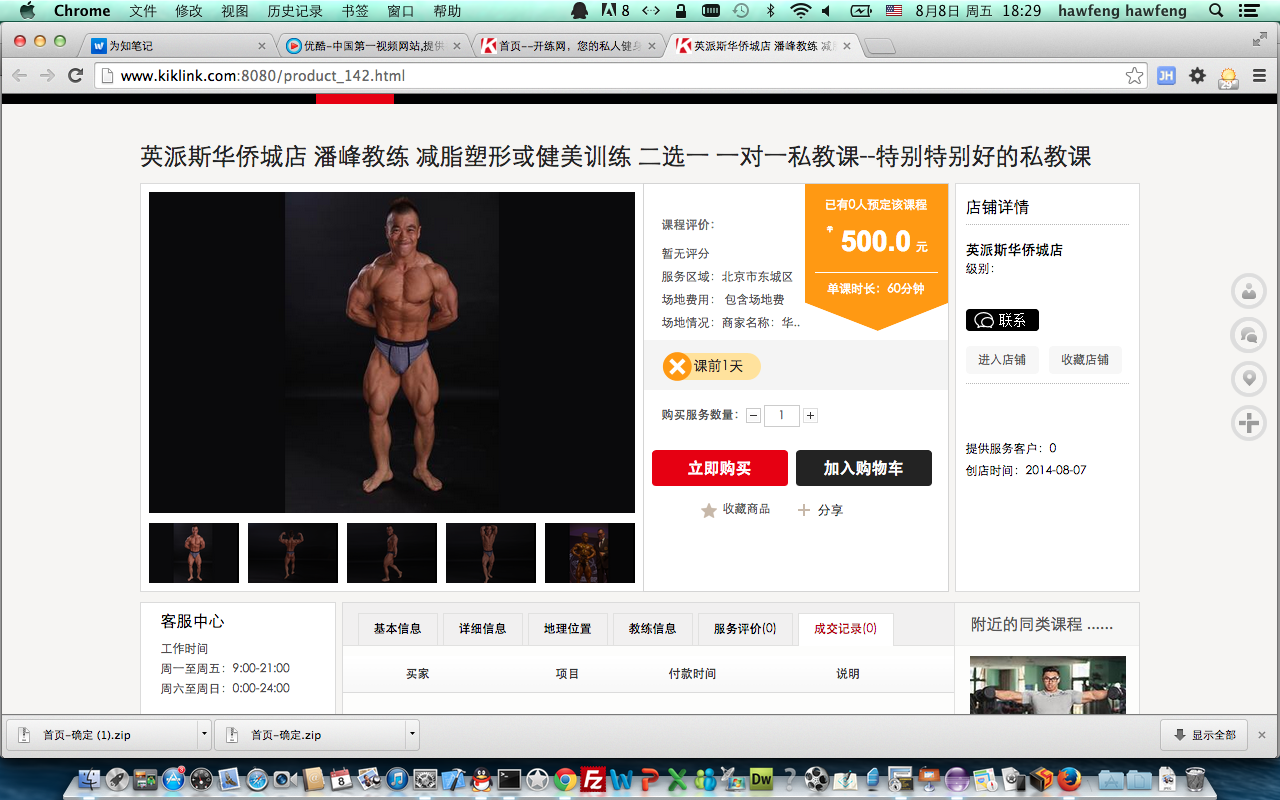 Chrome 文件 修改 视图 历史记录 书签 窗口 帮助 8 8月8日 周五 18:29 hawfeng hawfeng
为知笔记 优酷-中国第一视频网站,提供 首页--开练网，您的私人健身 英派斯华侨城店 潘峰教练 减
www.kiklink.com:8080/product_142.html JH 29°
英派斯华侨城店 潘峰教练 减脂塑形或健美训练 二选一 一对一私教课--特别特别好的私教课
课程评价：
暂无评分
服务区域：北京市东城区
场地费用： 包含场地费
场地情况：商家名称：华..
已有0人预定该课程
500.0 元
单课时长：60分钟
课前1天
购买服务数量： 1
立即购买 加入购物车
收藏商品 分享
店铺详情
英派斯华侨城店
级别：
联系
进入店铺 收藏店铺
提供服务客户：0
创店时间：2014-08-07
客服中心
工作时间
周一至周五：9:00-21:00
周六至周日：0:00-24:00
基本信息 详细信息 地理位置 教练信息 服务评价(0) 成交记录(0)
买家 项目 付款时间 说明
附近的同类课程 ......
首页-确定 (1).zip 首页-确定.zip 显示全部
Fz Dw